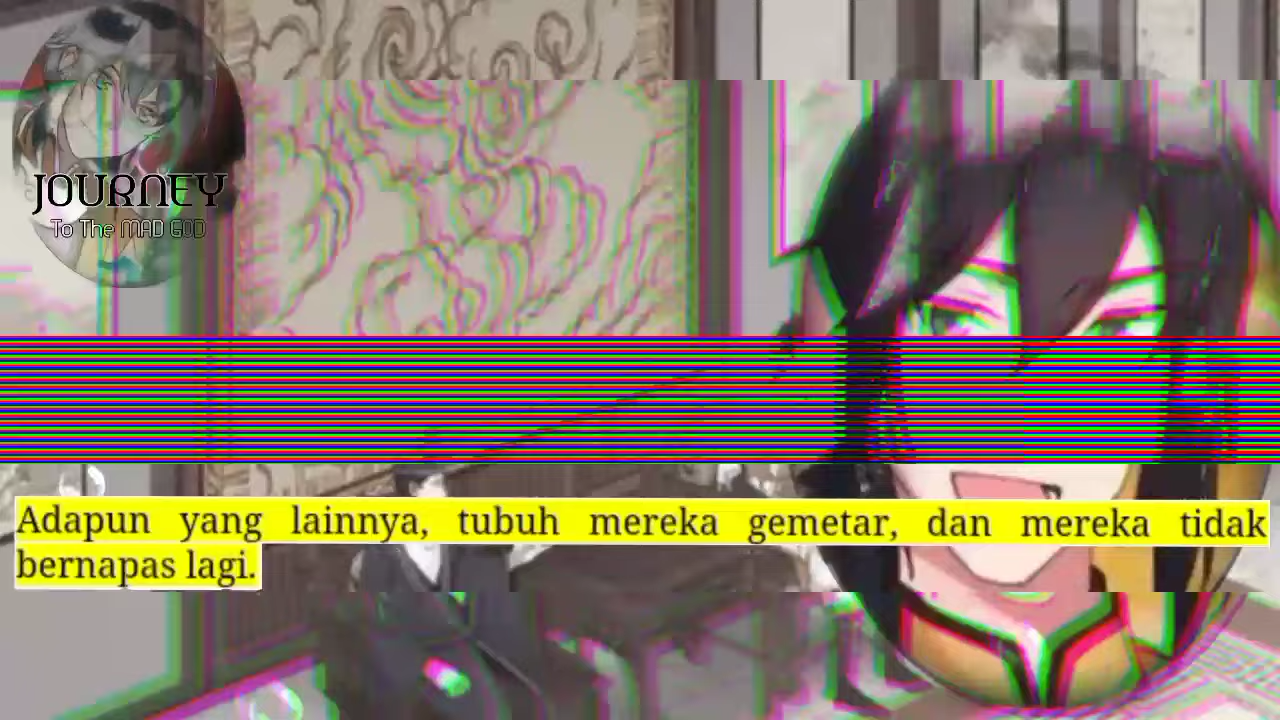 JOURNEY
To The MAD GOD
Adapun yang lainnya, tubuh mereka gemetar, dan mereka tidak
bernapas lagi.